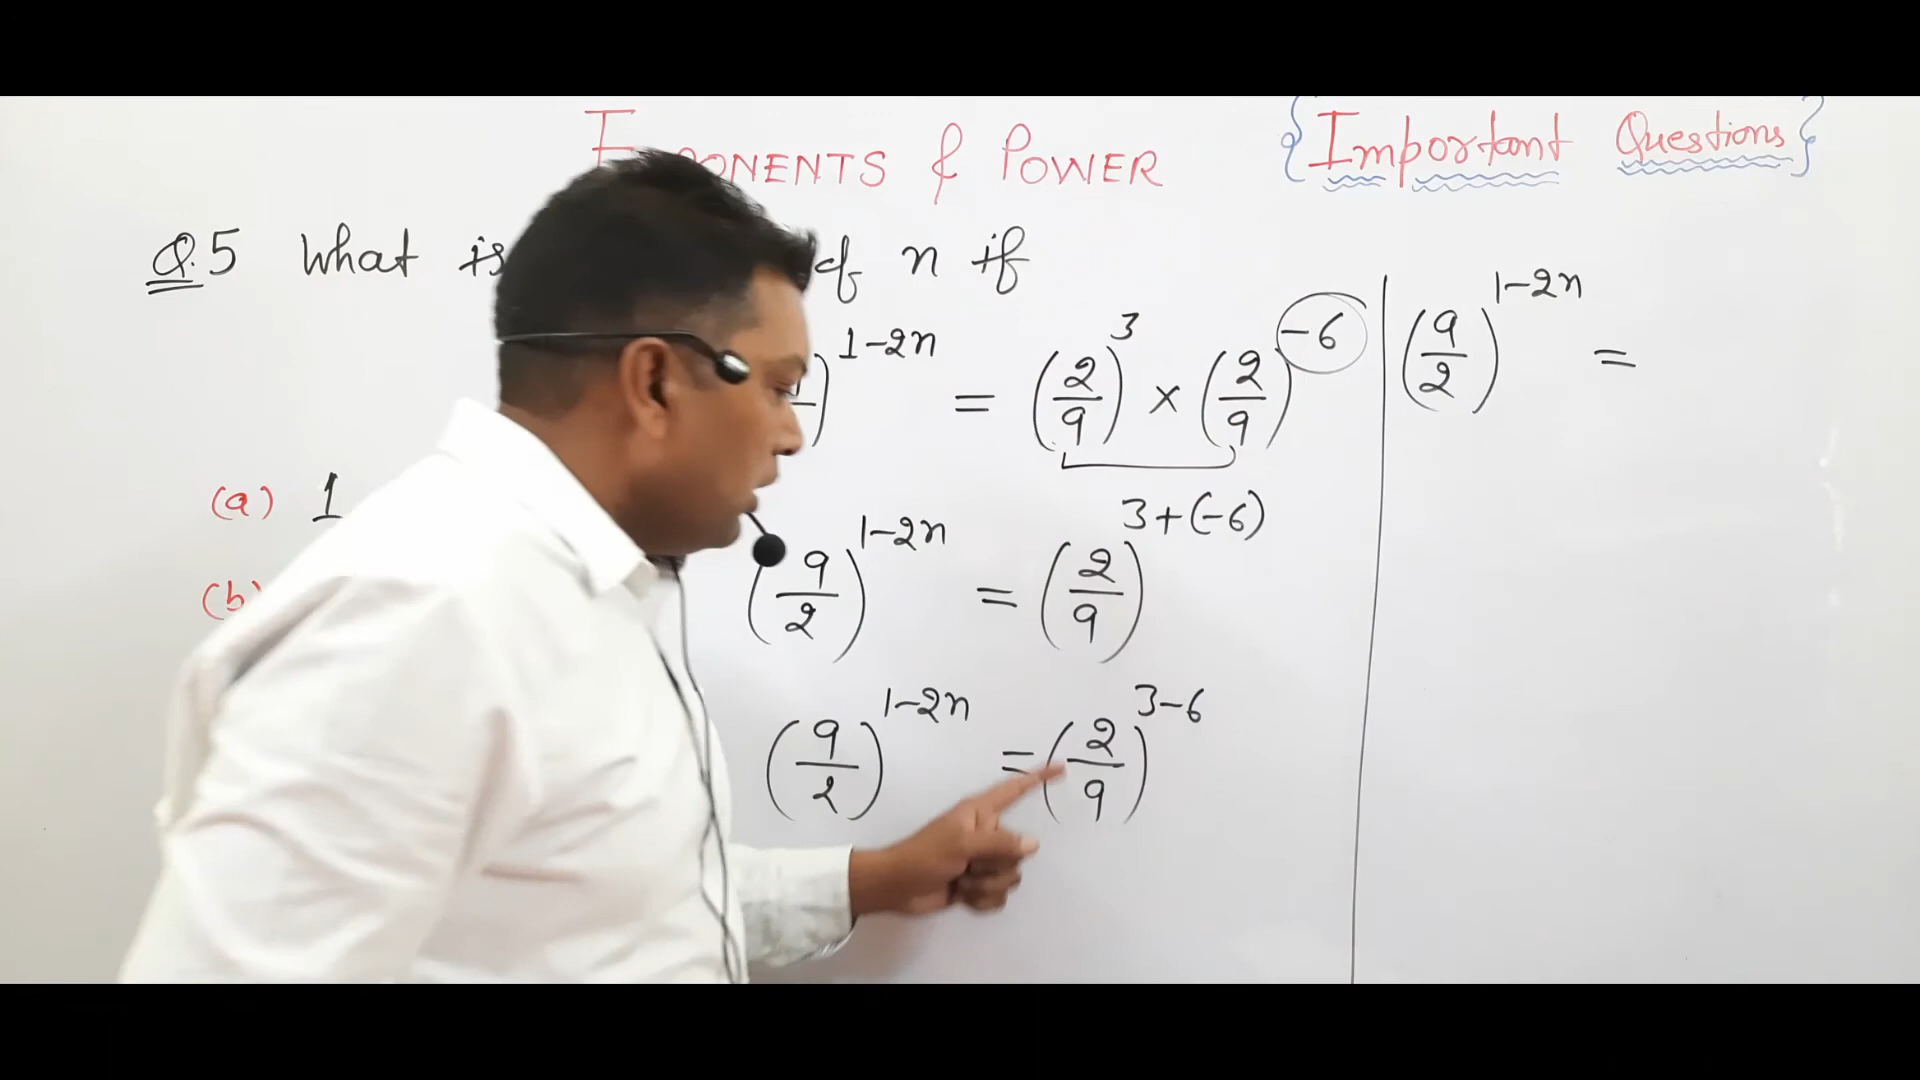 & POWER {Important Questions}
Q.5 What is of n if
)^{1-2n} = (2/9)^3 × (2/9)^{-6}
(9/2)^{1-2n} =
(a) 1
(9/2)^{1-2n} = (2/9)^{3+(-6)}
(b)
(9/2)^{1-2n} = (2/9)^{3-6}